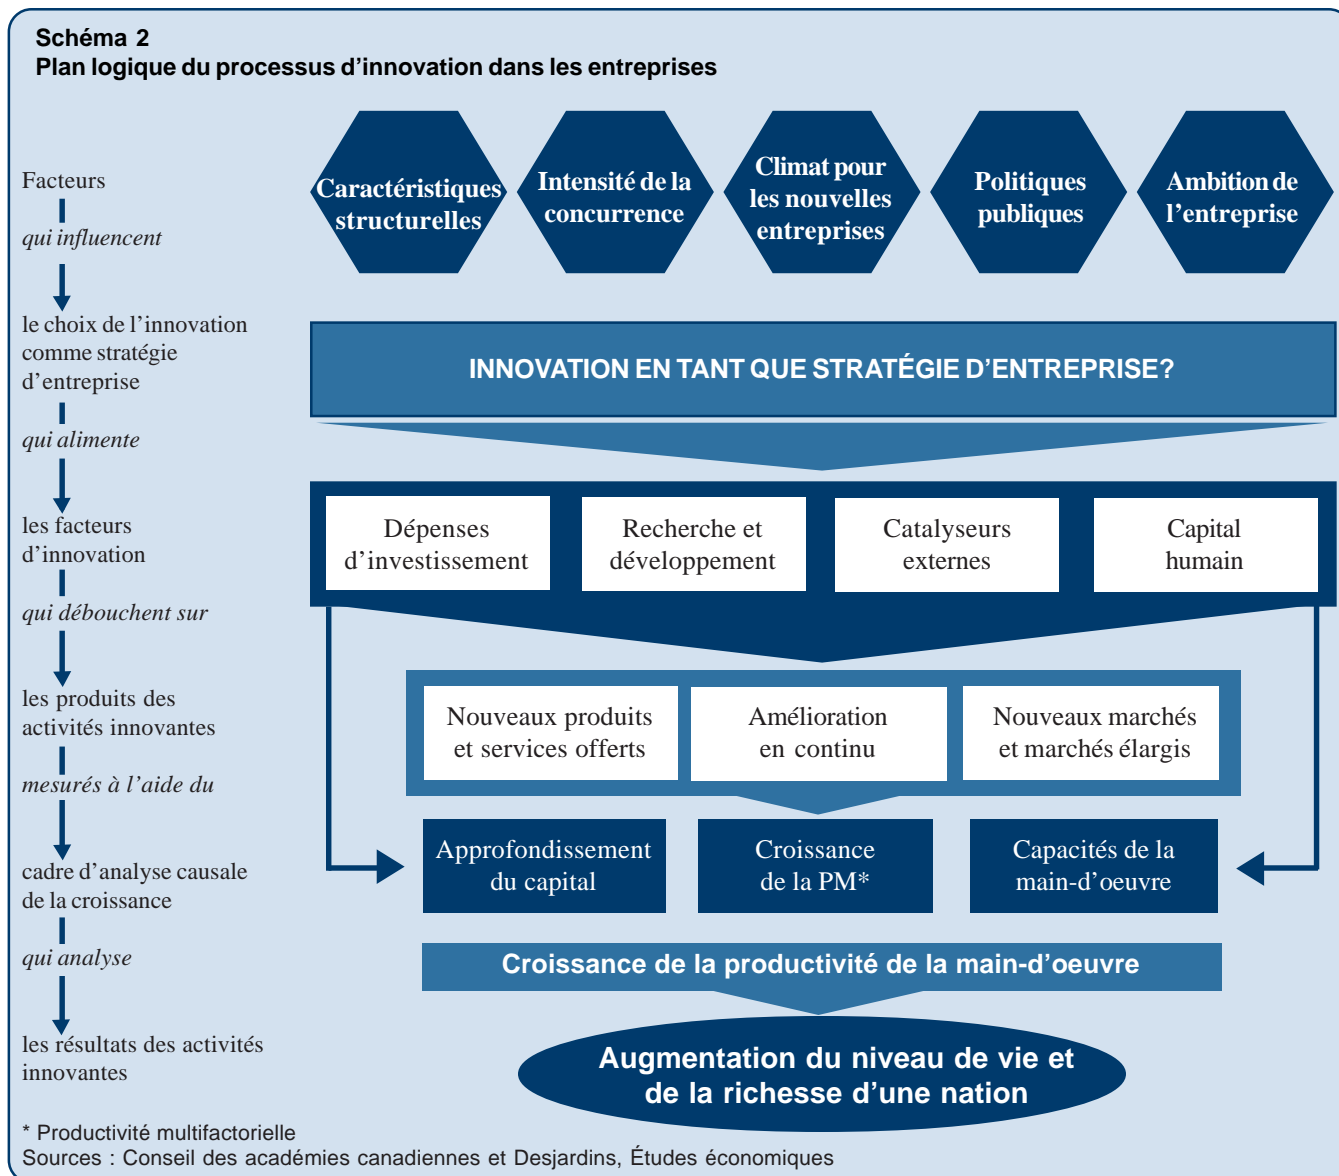 Schéma 2
Plan logique du processus d'innovation dans les entreprises
Facteurs
qui influencent
le choix de l'innovation
comme stratégie
d'entreprise
qui alimente
les facteurs
d'innovation
qui débouchent sur
les produits des
activités innovantes
mesurés à l'aide du
cadre d'analyse causale
de la croissance
qui analyse
les résultats des activités
innovantes
Caractéristiques
structurelles
Intensité de la
concurrence
Climat pour
les nouvelles
entreprises
Politiques
publiques
Ambition de
l'entreprise
INNOVATION EN TANT QUE STRATÉGIE D'ENTREPRISE?
Dépenses
d'investissement
Recherche et
développement
Catalyseurs
externes
Capital
humain
Nouveaux produits
et services offerts
Amélioration
en continu
Nouveaux marchés
et marchés élargis
Approfondissement
du capital
Croissance
de la PM*
Capacités de la
main-d'oeuvre
Croissance de la productivité de la main-d'oeuvre
Augmentation du niveau de vie et
de la richesse d'une nation
* Productivité multifactorielle
Sources : Conseil des académies canadiennes et Desjardins, Études économiques